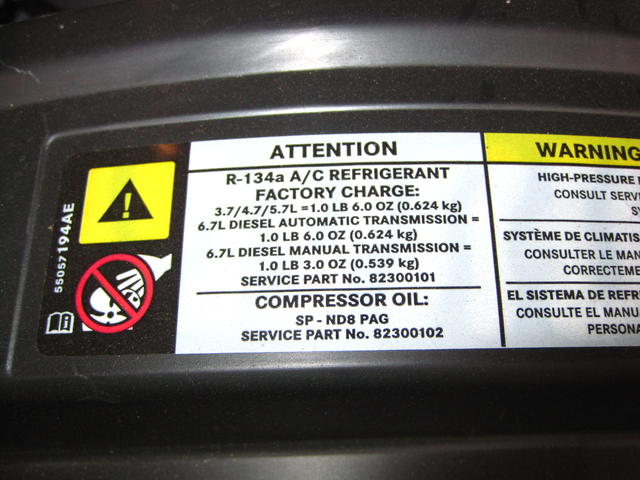 55057194AE
ATTENTION
R-134a A/C REFRIGERANT
FACTORY CHARGE:
3.7/4.7/5.7L =1.0 LB 6.0 OZ (0.624 kg)
6.7L DIESEL AUTOMATIC TRANSMISSION =
1.0 LB 6.0 OZ (0.624 kg)
6.7L DIESEL MANUAL TRANSMISSION =
1.0 LB 3.0 OZ (0.539 kg)
SERVICE PART No. 82300101
COMPRESSOR OIL:
SP - ND8 PAG
SERVICE PART No. 82300102
WARNING
HIGH-PRESSURE
CONSULT SERV
SY
SYSTÈME DE CLIMATIS
CONSULTER LE MAN
CORRECTEME
EL SISTEMA DE REFRI
CONSULTE EL MANU
PERSONA